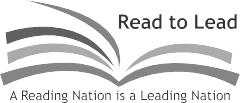 Read to Lead
A Reading Nation is a Leading Nation